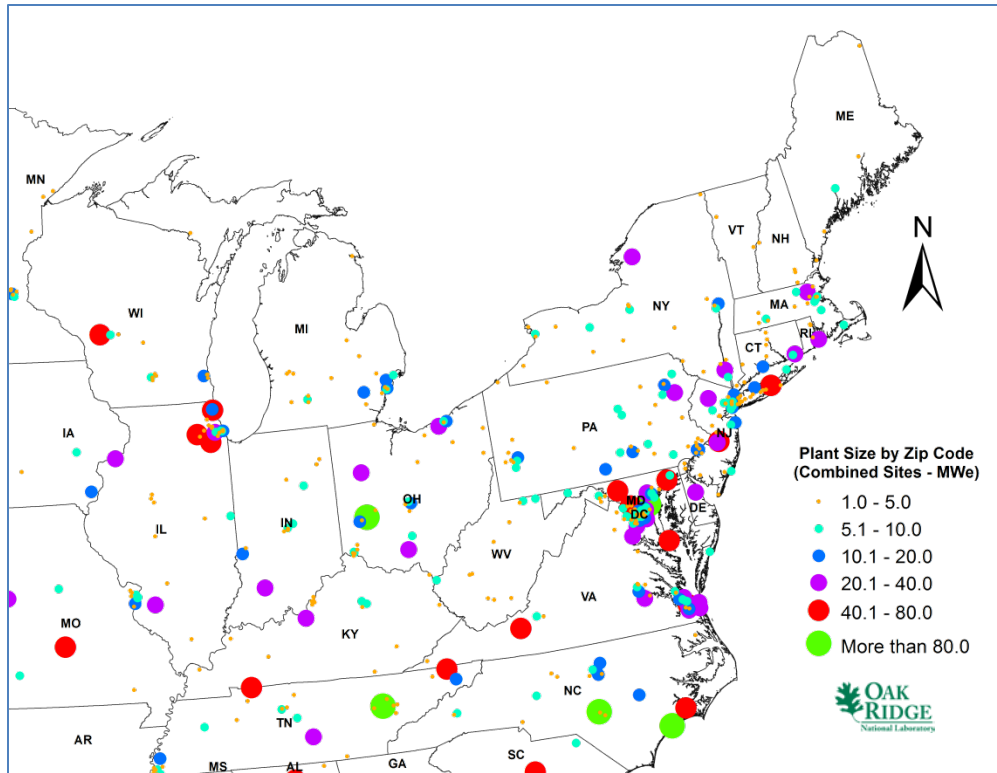 ME
MN
VT
NH
N
NY
MA
WI
MI
CT
RI
IA
PA
NJ
Plant Size by Zip Code
(Combined Sites - MWe)
1.0 - 5.0
5.1 - 10.0
10.1 - 20.0
20.1 - 40.0
40.1 - 80.0
More than 80.0
OH
MD
DC
DE
IL
IN
WV
VA
MO
KY
NC
TN
AR
MS
AL
GA
SC
OAK
RIDGE
National Laboratory